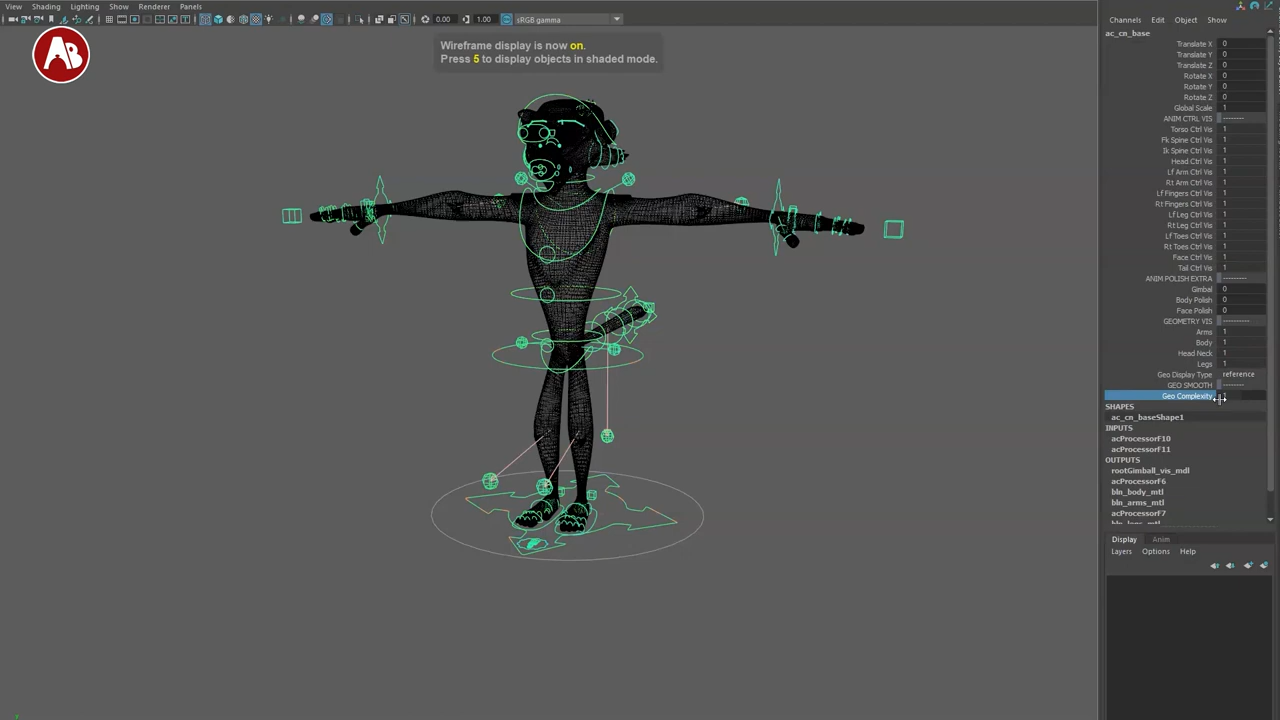 View Shading Lighting Show Renderer Panels
0.00 1.00 sRGB gamma
AB
Wireframe display is now on.
Press 5 to display objects in shaded mode.
Channels Edit Object Show
ac_cn_base
Translate X 0
Translate Y 0
Translate Z 0
Rotate X 0
Rotate Y 0
Rotate Z 0
Global Scale 1
ANIM CTRL VIS --------
Torso Ctrl Vis 1
Fk Spine Ctrl Vis 1
Ik Spine Ctrl Vis 1
Head Ctrl Vis 1
Lf Arm Ctrl Vis 1
Rt Arm Ctrl Vis 1
Lf Fingers Ctrl Vis 1
Rt Fingers Ctrl Vis 1
Lf Leg Ctrl Vis 1
Rt Leg Ctrl Vis 1
Lf Toes Ctrl Vis 1
Rt Toes Ctrl Vis 1
Face Ctrl Vis 1
Tail Ctrl Vis 1
ANIM POLISH EXTRA ---------
Gimbal 0
Body Polish 0
Face Polish 0
GEOMETRY VIS ----------
Arms 1
Body 1
Head Neck 1
Legs 1
Geo Display Type reference
GEO SMOOTH --------
Geo Complexity
SHAPES
ac_cn_baseShape1
INPUTS
acProcessorF10
acProcessorF11
OUTPUTS
rootGimball_vis_mdl
acProcessorF6
bln_body_mtl
bln_arms_mtl
acProcessorF7
Display Anim
Layers Options Help